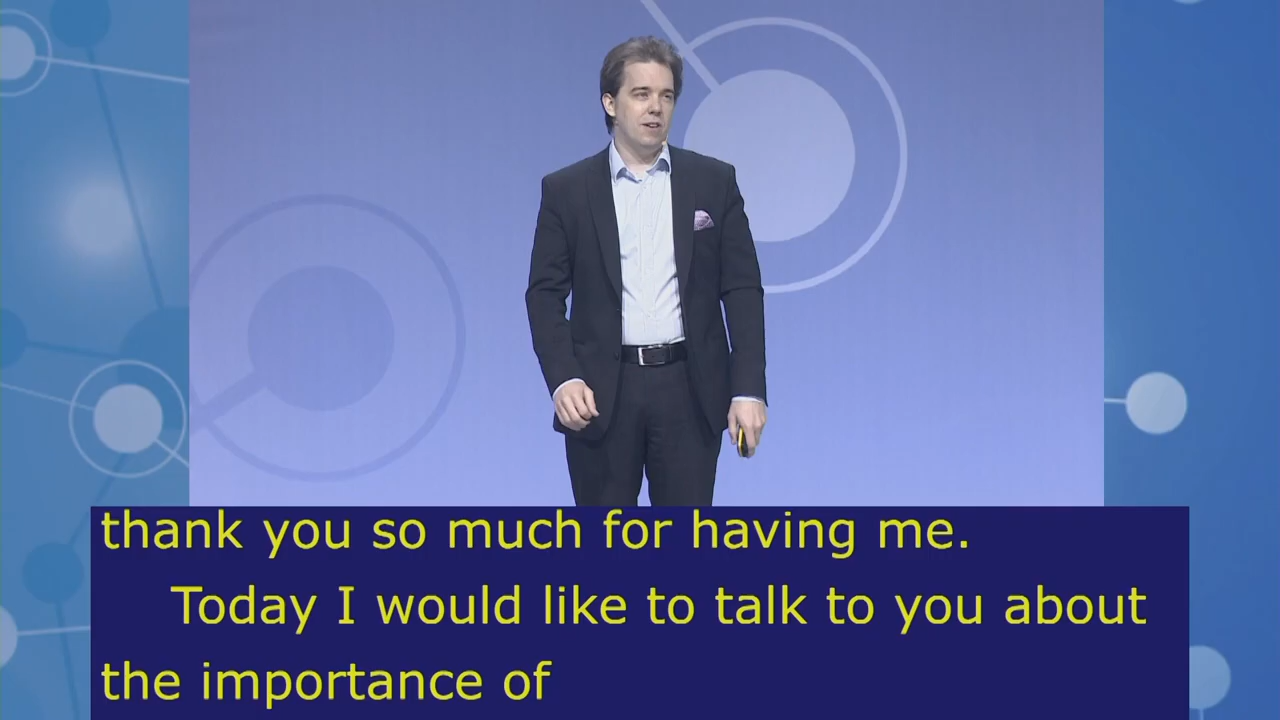 thank you so much for having me.
Today I would like to talk to you about
the importance of